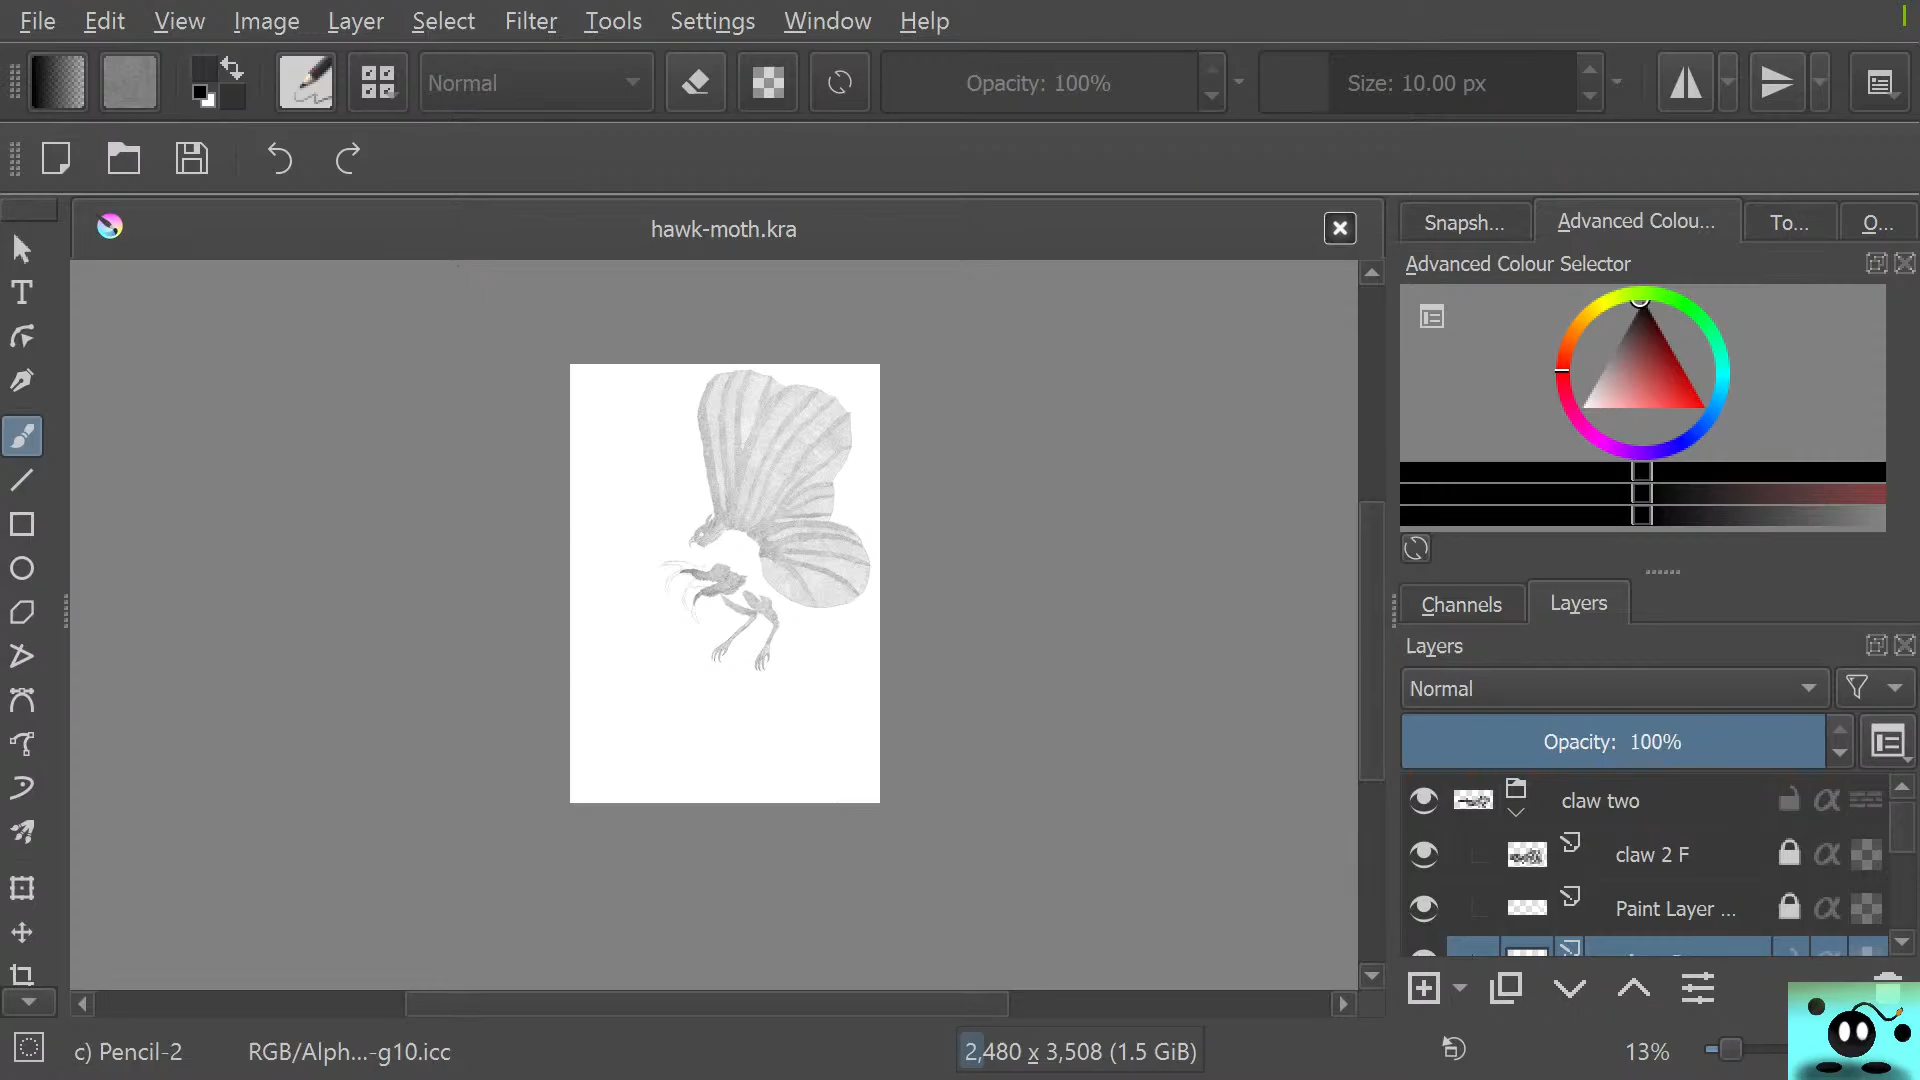 File Edit View Image Layer Select Filter Tools Settings Window Help
Normal
Opacity: 100%
Size: 10.00 px
hawk-moth.kra
Snapsh... Advanced Colou... To... O...
Advanced Colour Selector
Channels Layers
Layers
Normal
Opacity: 100%
claw two
claw 2 F
Paint Layer ...
c) Pencil-2
RGB/Alph...-g10.icc
2,480 x 3,508 (1.5 GiB)
13%